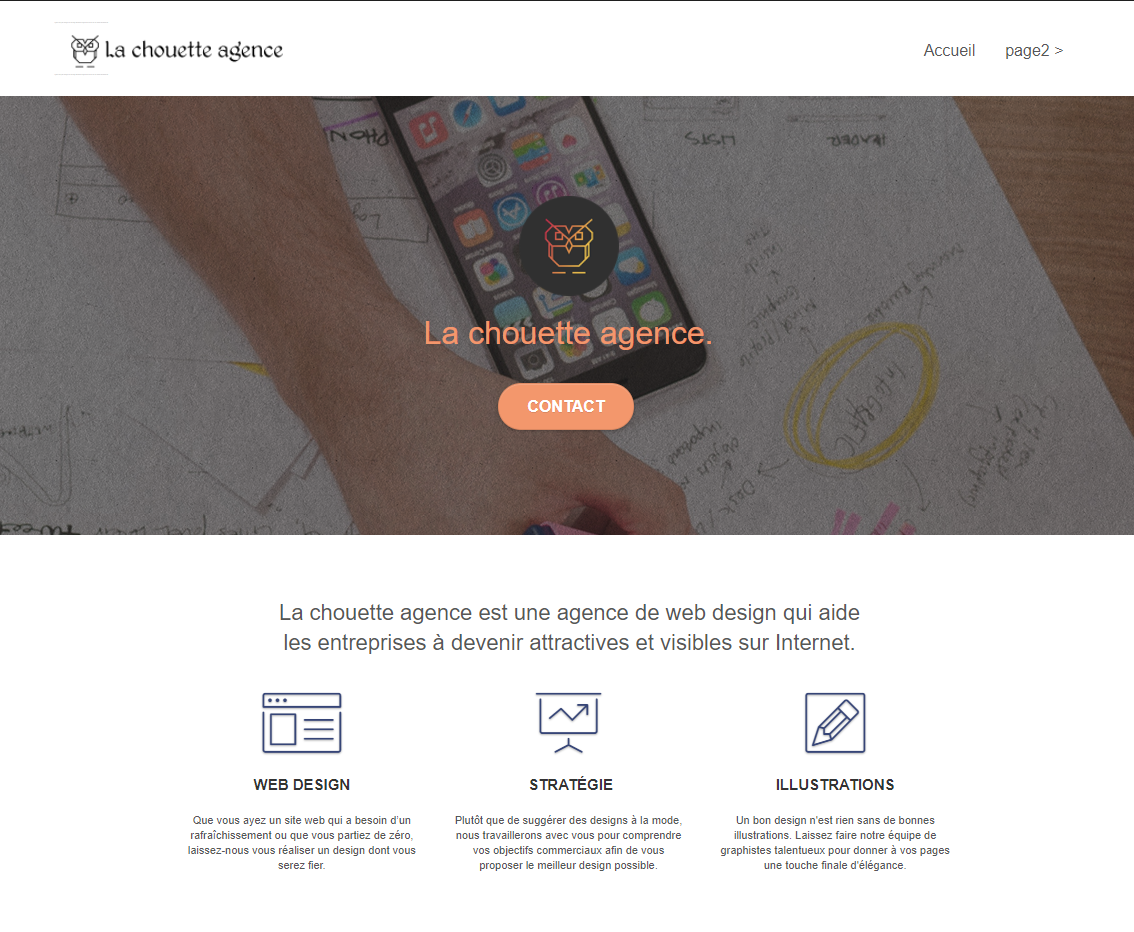 La chouette agence
Accueil
page2 >
PHON
LISTS
HEADER
La chouette agence.
CONTACT
La chouette agence est une agence de web design qui aide
les entreprises à devenir attractives et visibles sur Internet.
WEB DESIGN
STRATÉGIE
ILLUSTRATIONS
Que vous ayez un site web qui a besoin d'un
rafraîchissement ou que vous partiez de zéro,
laissez-nous vous réaliser un design dont vous
serez fier.
Plutôt que de suggérer des designs à la mode,
nous travaillerons avec vous pour comprendre
vos objectifs commerciaux afin de vous
proposer le meilleur design possible.
Un bon design n'est rien sans de bonnes
illustrations. Laissez faire notre équipe de
graphistes talentueux pour donner à vos pages
une touche finale d'élégance.